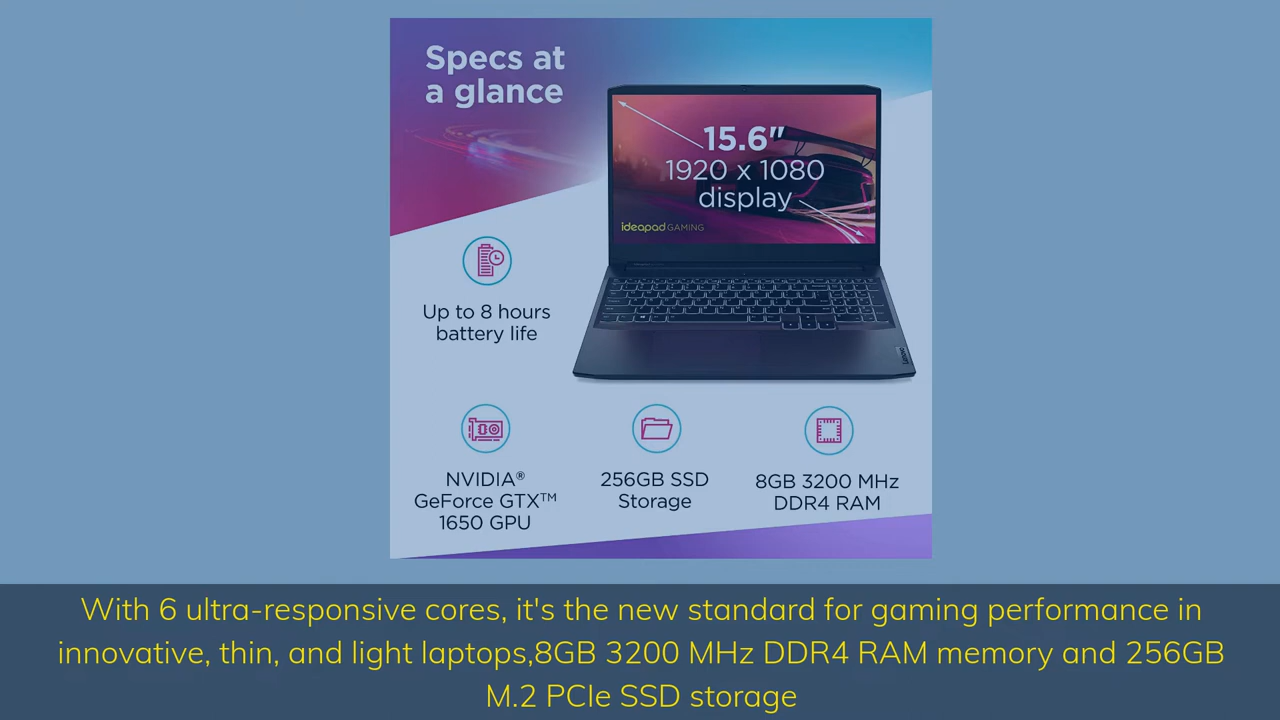 Specs at
a glance
15.6"
1920 x 1080
display
ideapad GAMING
Lenovo
Up to 8 hours
battery life
NVIDIA®
GeForce GTX™
1650 GPU
256GB SSD
Storage
8GB 3200 MHz
DDR4 RAM
With 6 ultra-responsive cores, it's the new standard for gaming performance in
innovative, thin, and light laptops,8GB 3200 MHz DDR4 RAM memory and 256GB
M.2 PCIe SSD storage